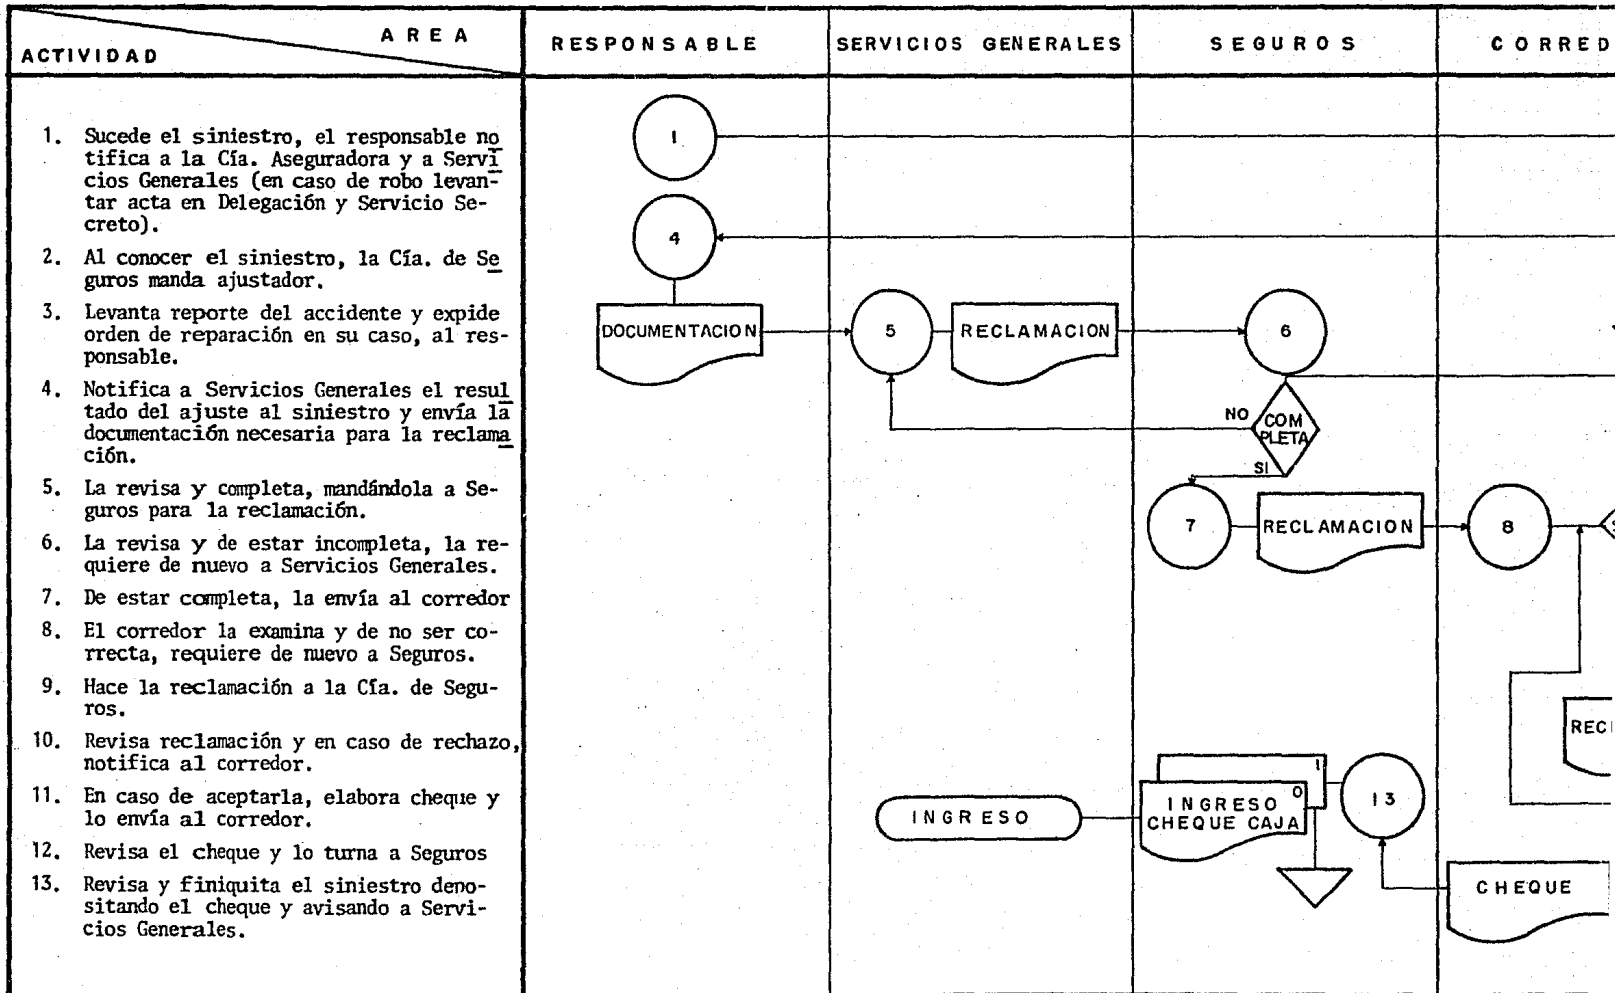 AREA
ACTIVIDAD
RESPONSABLE
SERVICIOS GENERALES
SEGUROS
CORRED
1. Sucede el siniestro, el responsable no
tifica a la Cía. Aseguradora y a Servi
cios Generales (en caso de robo levan-
tar acta en Delegación y Servicio Se-
creto).
2. Al conocer el siniestro, la Cía. de Se
guros manda ajustador.
3. Levanta reporte del accidente y expide
orden de reparación en su caso, al res-
ponsable.
4. Notifica a Servicios Generales el resul
tado del ajuste al siniestro y envía la
documentación necesaria para la reclama
ción.
5. La revisa y completa, mandándola a Se-
guros para la reclamación.
6. La revisa y de estar incompleta, la re-
quiere de nuevo a Servicios Generales.
7. De estar completa, la envía al corredor
8. El corredor la examina y de no ser co-
rrecta, requiere de nuevo a Seguros.
9. Hace la reclamación a la Cía. de Segu-
ros.
10. Revisa reclamación y en caso de rechazo,
notifica al corredor.
11. En caso de aceptarla, elabora cheque y
lo envía al corredor.
12. Revisa el cheque y lo turna a Seguros
13. Revisa y finiquita el siniestro depo-
sitando el cheque y avisando a Servi-
cios Generales.
1
4
DOCUMENTACION
5
RECLAMACION
6
NO
COM
PLETA
SI
7
RECLAMACION
8
RECL
INGRESO
1
0
INGRESO
CHEQUE CAJA
13
CHEQUE